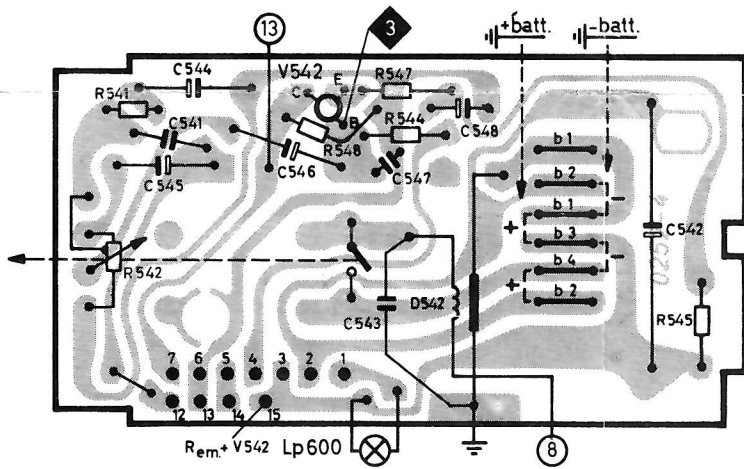 +batt.
-batt.
13
3
C544
V542
E
R547
R541
C
B
C548
C541
R544
R548
b 1
C545
C546
C547
b 2
-
b 1
+
b 3
C542
-
R542
b 4
+
b 2
C543
D542
R545
7 6 5 4 3 2 1
12 13 14 15
Rem.+ V542
Lp600
8